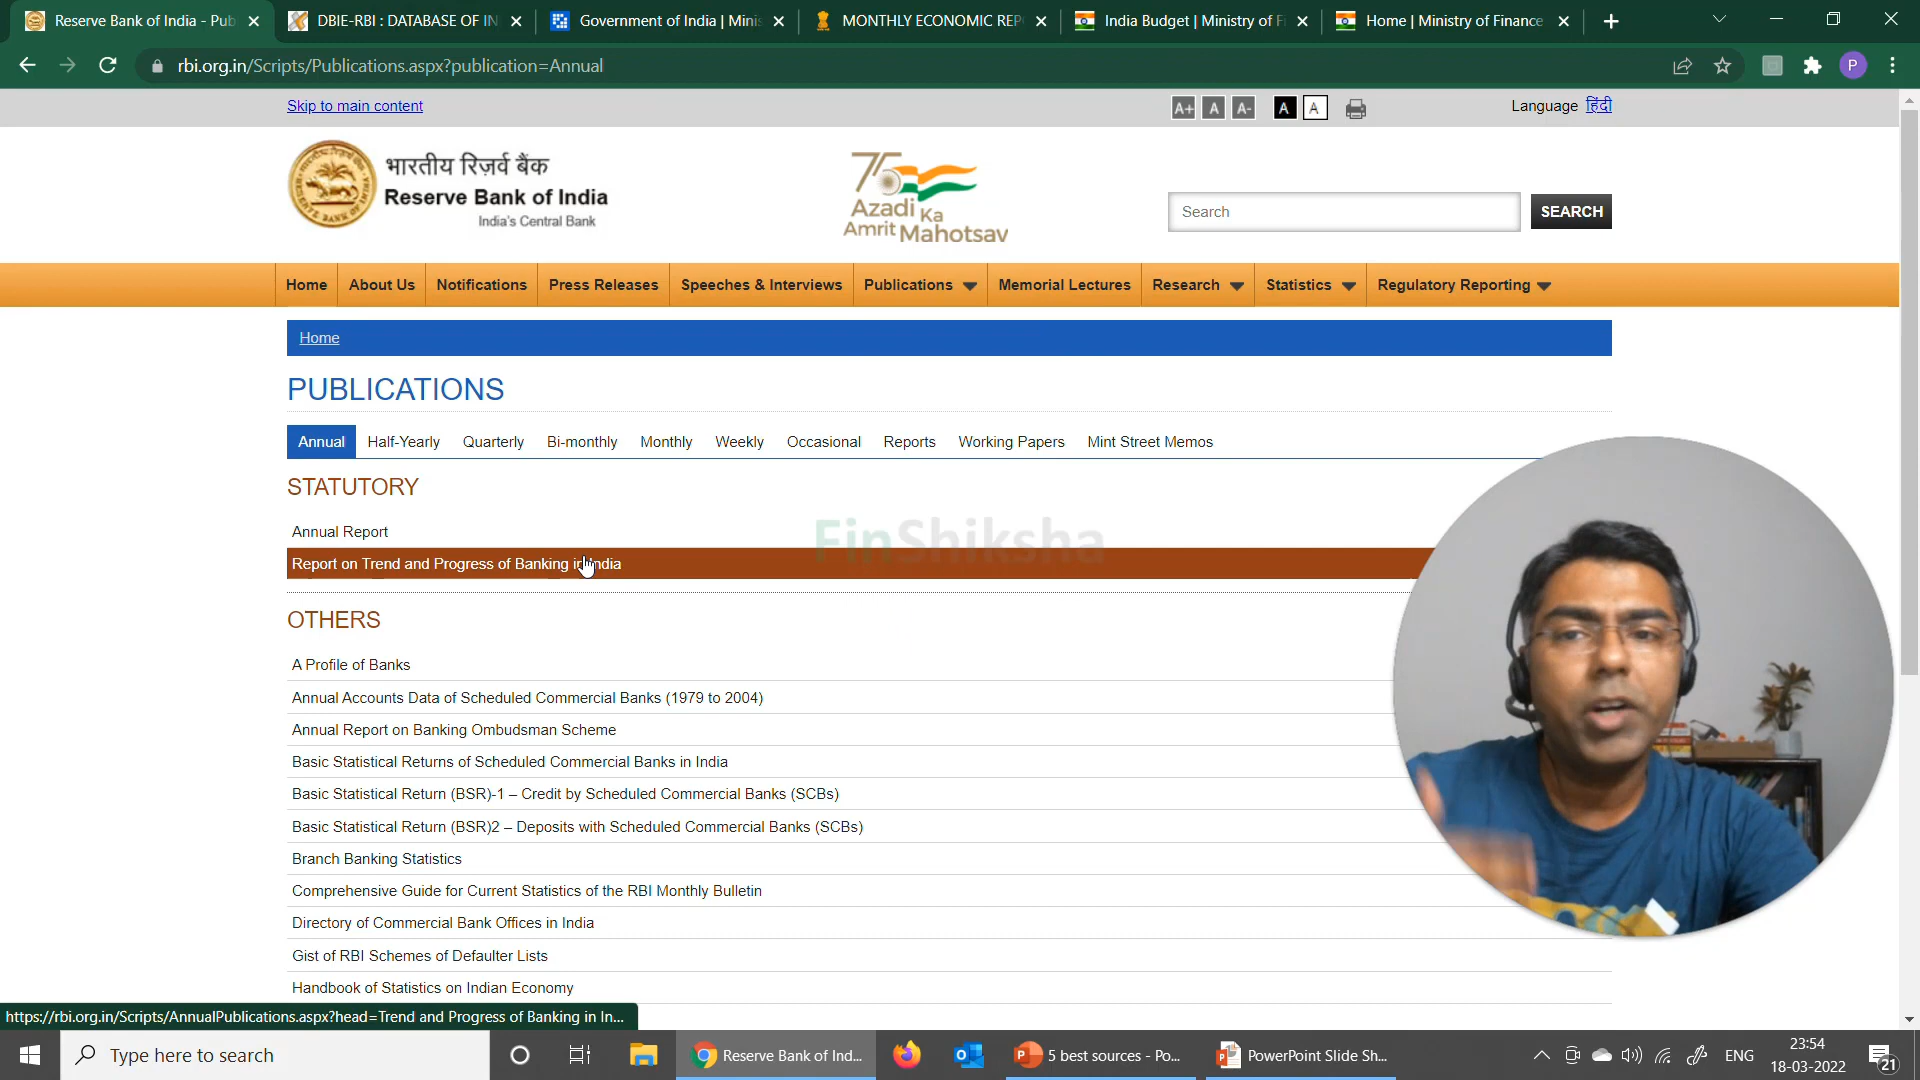 Reserve Bank of India - Pub
DBIE-RBI : DATABASE OF IN
Government of India | Minis
MONTHLY ECONOMIC REP
India Budget | Ministry of Fi
Home | Ministry of Finance
rbi.org.in/Scripts/Publications.aspx?publication=Annual
P
Skip to main content
A+ A A- A A
Language हिंदी
भारतीय रिज़र्व बैंक
Reserve Bank of India
India's Central Bank
75
Azadi Ka
Amrit Mahotsav
Search
SEARCH
Home About Us Notifications Press Releases Speeches & Interviews Publications Memorial Lectures Research Statistics Regulatory Reporting
Home
PUBLICATIONS
Annual Half-Yearly Quarterly Bi-monthly Monthly Weekly Occasional Reports Working Papers Mint Street Memos
STATUTORY
Annual Report
FinShiksha
Report on Trend and Progress of Banking in India
OTHERS
A Profile of Banks
Annual Accounts Data of Scheduled Commercial Banks (1979 to 2004)
Annual Report on Banking Ombudsman Scheme
Basic Statistical Returns of Scheduled Commercial Banks in India
Basic Statistical Return (BSR)-1 – Credit by Scheduled Commercial Banks (SCBs)
Basic Statistical Return (BSR)2 – Deposits with Scheduled Commercial Banks (SCBs)
Branch Banking Statistics
Comprehensive Guide for Current Statistics of the RBI Monthly Bulletin
Directory of Commercial Bank Offices in India
Gist of RBI Schemes of Defaulter Lists
Handbook of Statistics on Indian Economy
https://rbi.org.in/Scripts/AnnualPublications.aspx?head=Trend and Progress of Banking in In...
Type here to search
Reserve Bank of Ind...
5 best sources - Po...
PowerPoint Slide Sh...
ENG
23:54
18-03-2022
21